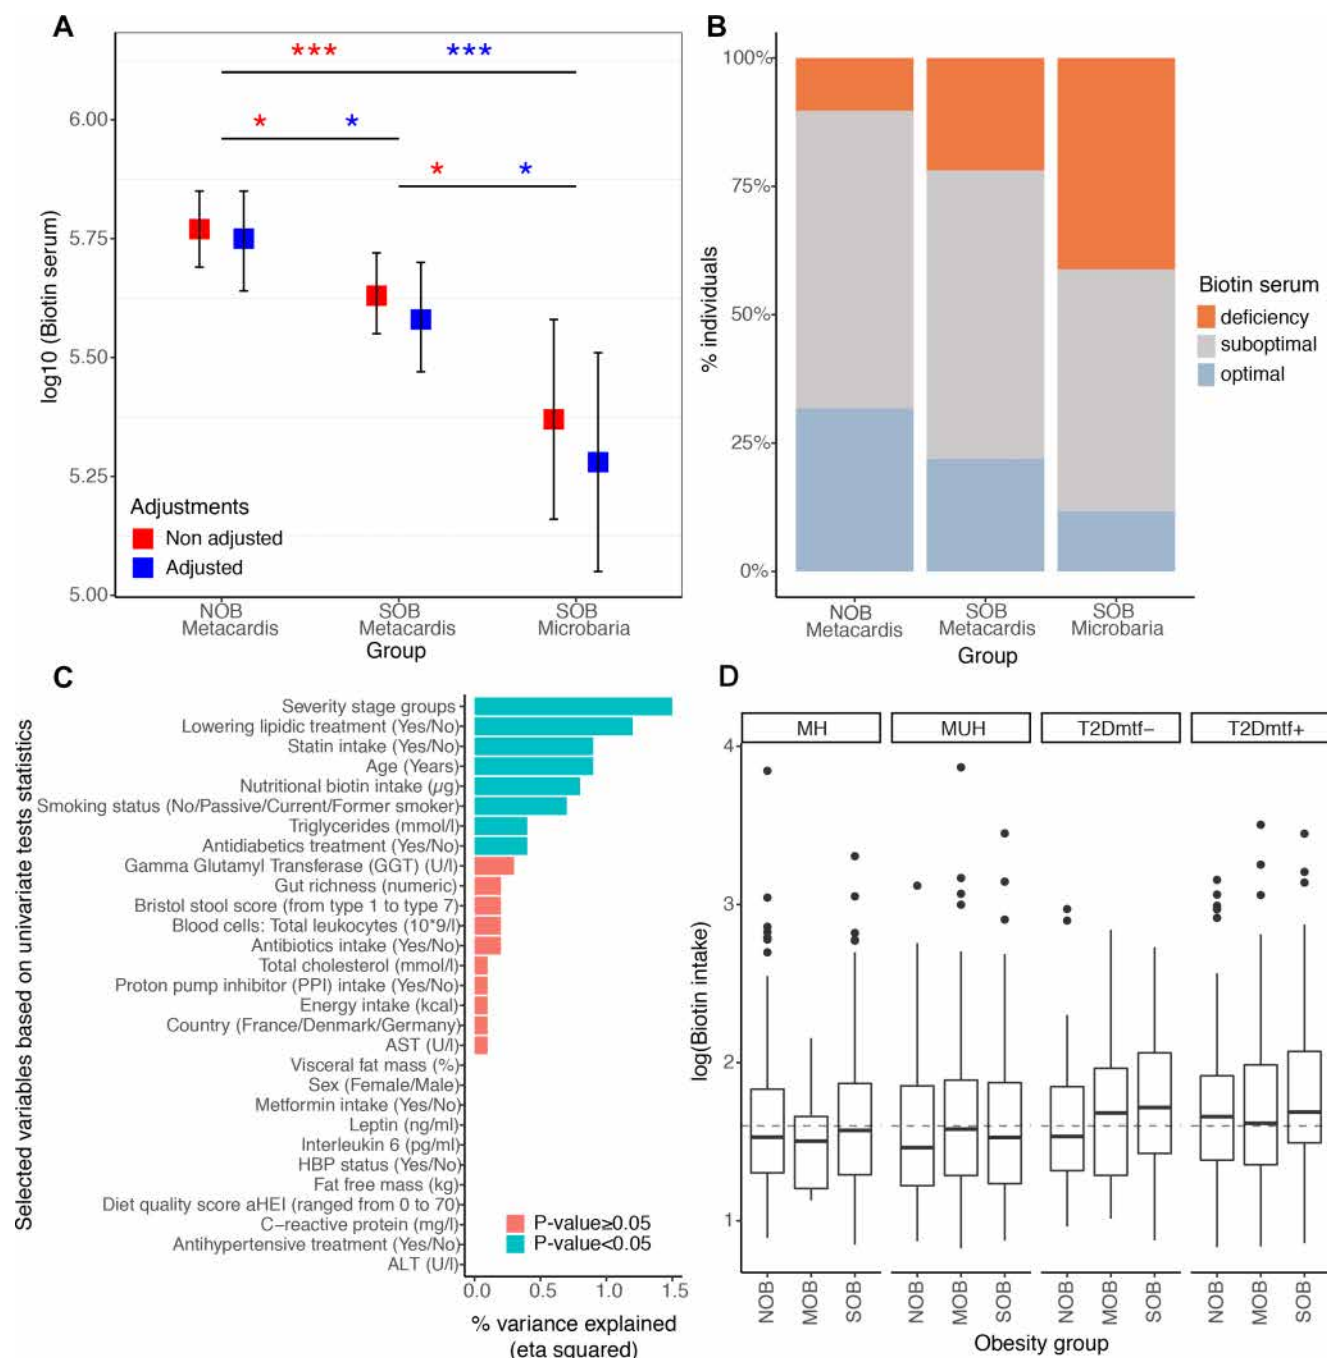 A
*** ***
* *
* *
log10 (Biotin serum)
6.00
5.75
5.50
5.25
5.00
Adjustments
Non adjusted
Adjusted
NOB
Metacardis
SOB
Metacardis
SOB
Microbaria
Group
B
% individuals
100%
75%
50%
25%
0%
Biotin serum
deficiency
suboptimal
optimal
NOB
Metacardis
SOB
Metacardis
SOB
Microbaria
Group
C
Selected variables based on univariate tests statistics
Severity stage groups
Lowering lipidic treatment (Yes/No)
Statin intake (Yes/No)
Age (Years)
Nutritional biotin intake (µg)
Smoking status (No/Passive/Current/Former smoker)
Triglycerides (mmol/l)
Antidiabetics treatment (Yes/No)
Gamma Glutamyl Transferase (GGT) (U/l)
Gut richness (numeric)
Bristol stool score (from type 1 to type 7)
Blood cells: Total leukocytes (10*9/l)
Antibiotics intake (Yes/No)
Total cholesterol (mmol/l)
Proton pump inhibitor (PPI) intake (Yes/No)
Energy intake (kcal)
Country (France/Denmark/Germany)
AST (U/l)
Visceral fat mass (%)
Sex (Female/Male)
Metformin intake (Yes/No)
Leptin (ng/ml)
Interleukin 6 (pg/ml)
HBP status (Yes/No)
Fat free mass (kg)
Diet quality score aHEI (ranged from 0 to 70)
C−reactive protein (mg/l)
Antihypertensive treatment (Yes/No)
ALT (U/l)
P-value≥0.05
P-value<0.05
0.0 0.5 1.0 1.5
% variance explained
(eta squared)
D
MH MUH T2Dmtf− T2Dmtf+
log(Biotin intake)
4
3
2
1
NOB MOB SOB NOB MOB SOB NOB MOB SOB NOB MOB SOB
Obesity group